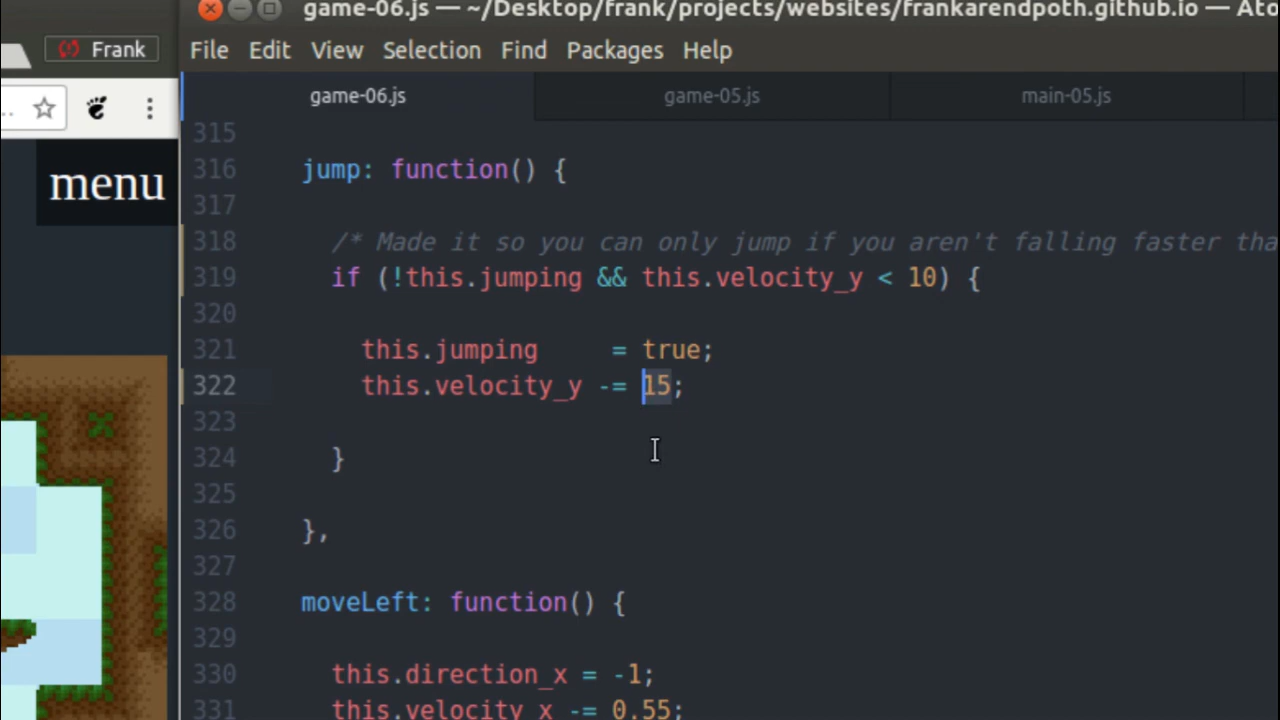 game-06.js — ~/Desktop/frank/projects/websites/frankarendpoth.github.io — Ato
Frank
File Edit View Selection Find Packages Help
game-06.js game-05.js main-05.js
menu
315
316 jump: function() {
317
318 /* Made it so you can only jump if you aren't falling faster tha
319 if (!this.jumping && this.velocity_y < 10) {
320
321 this.jumping = true;
322 this.velocity_y -= 15;
323
324 }
325
326 },
327
328 moveLeft: function() {
329
330 this.direction_x = -1;
331 this.velocity_x -= 0.55;